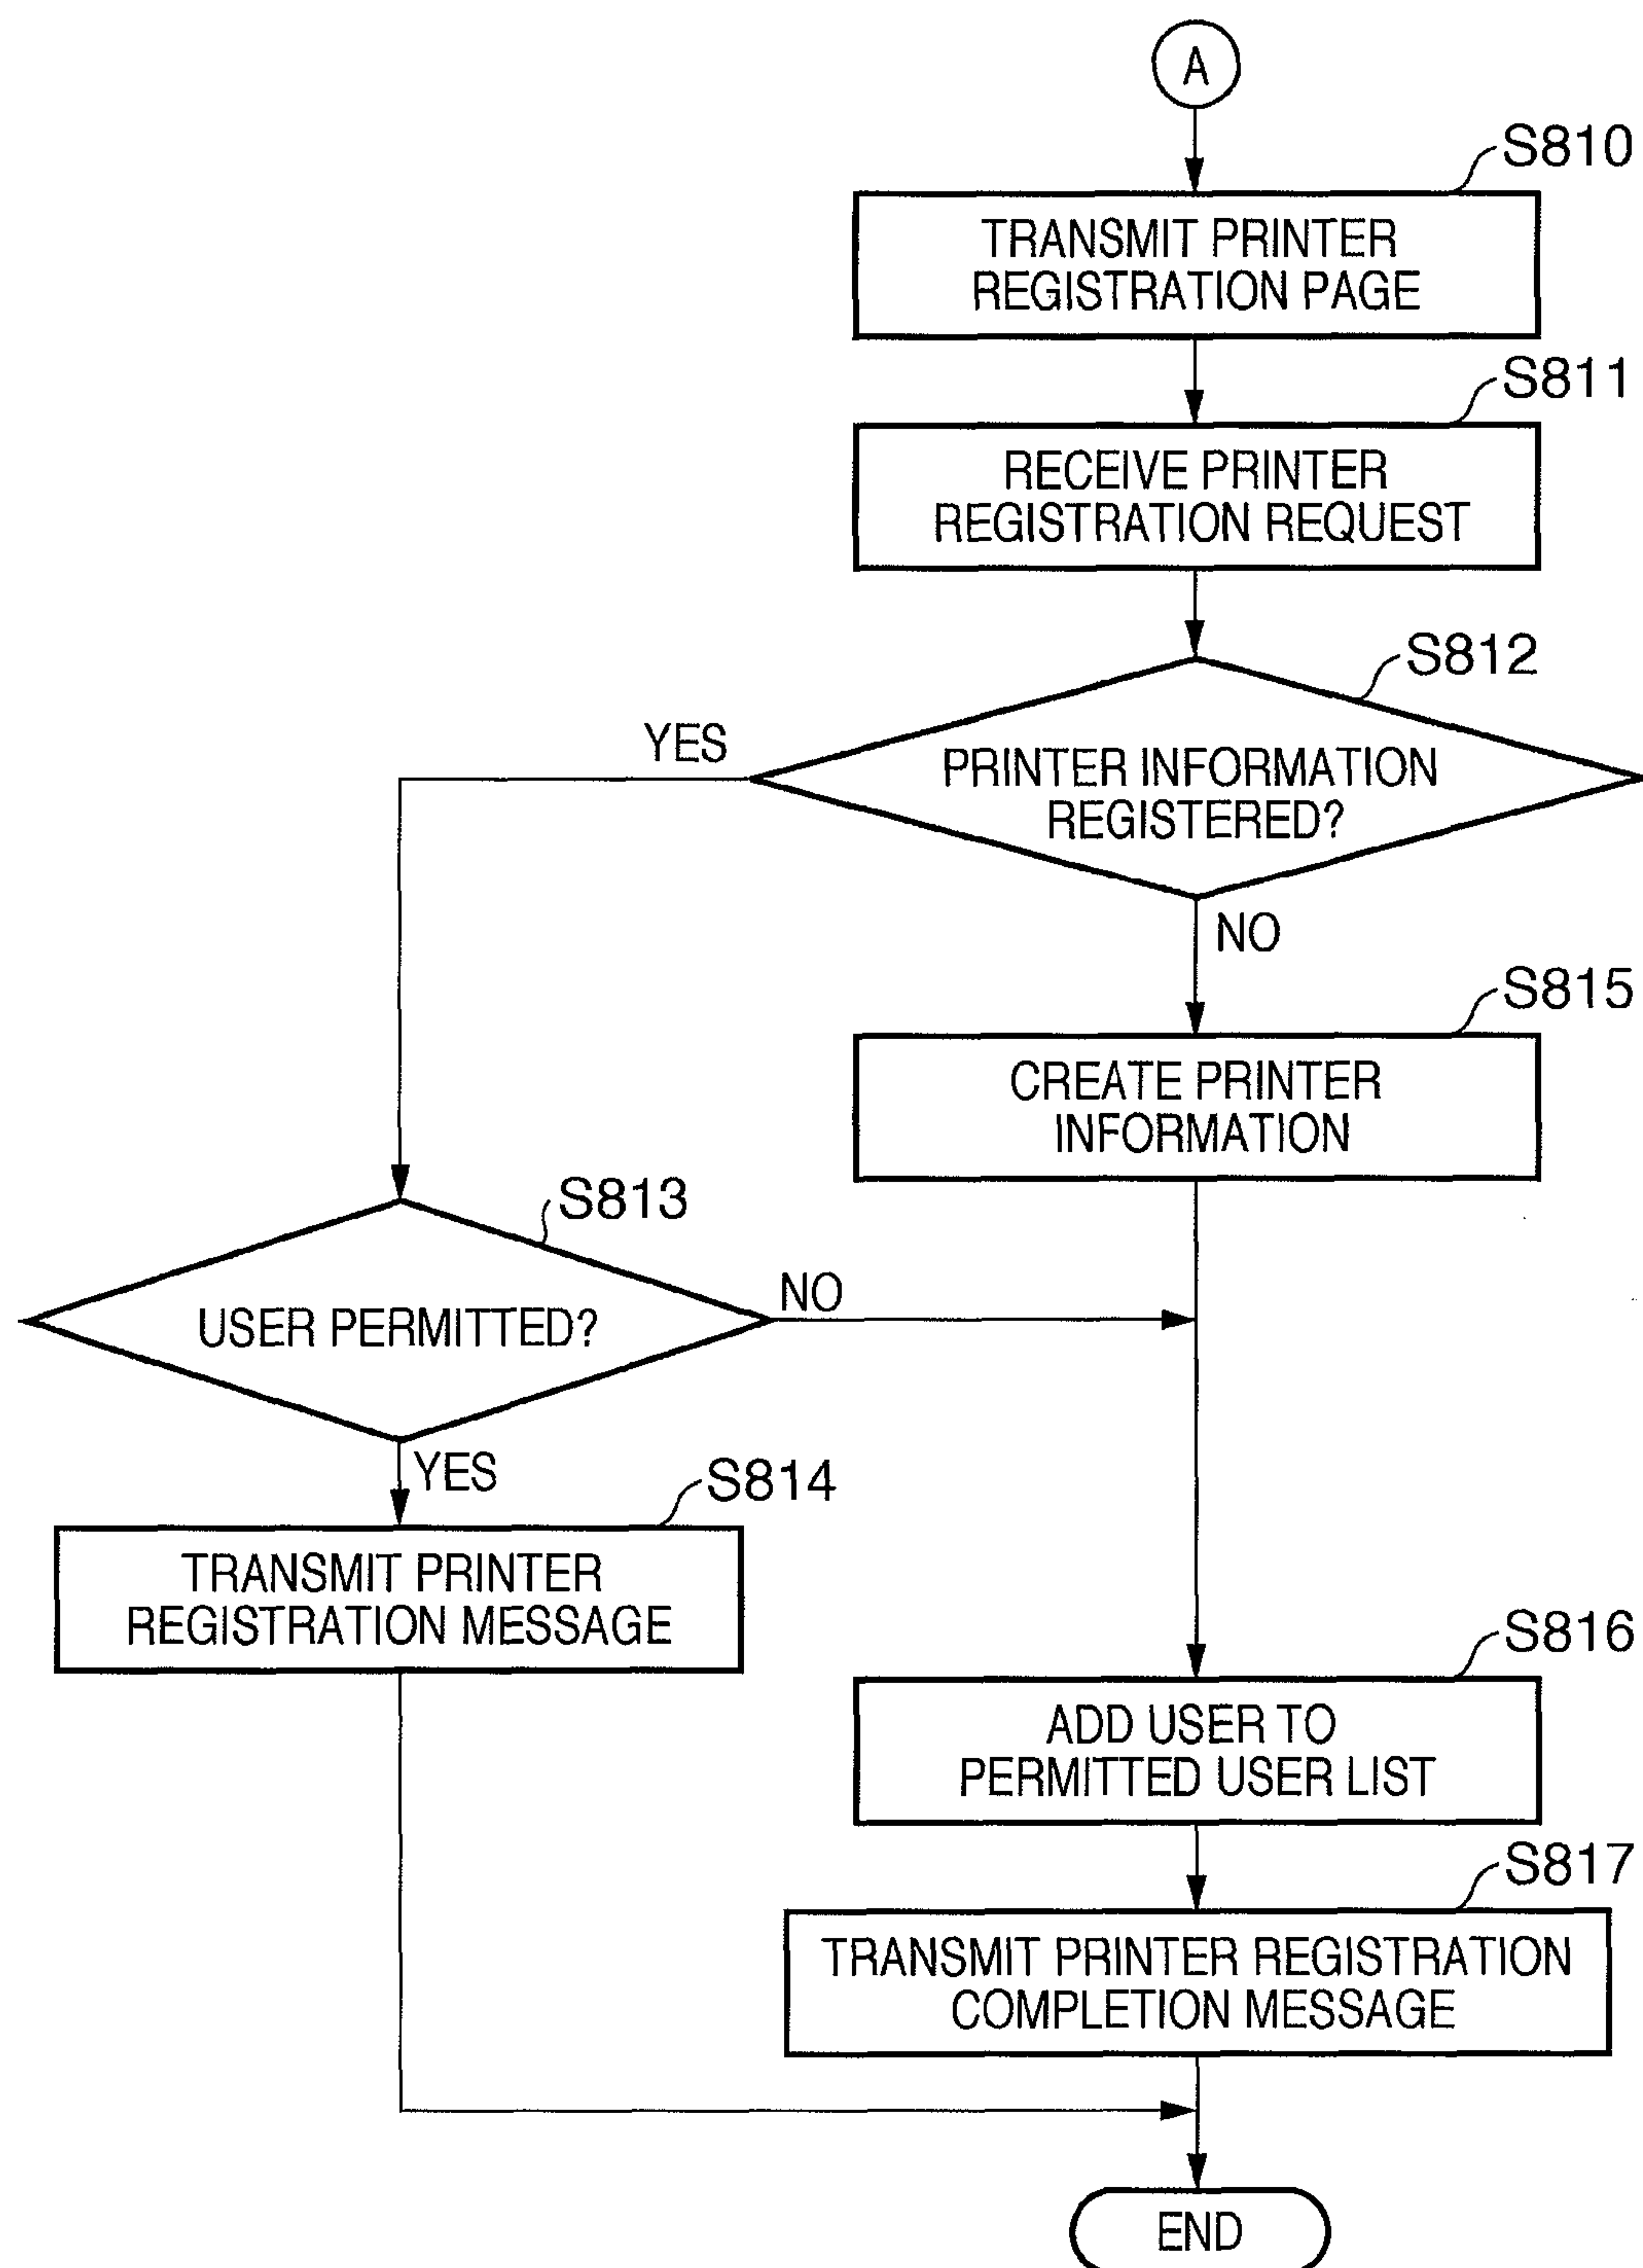 A
S810
TRANSMIT PRINTER
REGISTRATION PAGE
S811
RECEIVE PRINTER
REGISTRATION REQUEST
S812
YES
PRINTER INFORMATION
REGISTERED?
NO
S815
CREATE PRINTER
INFORMATION
S813
NO
USER PERMITTED?
YES
S814
TRANSMIT PRINTER
REGISTRATION MESSAGE
S816
ADD USER TO
PERMITTED USER LIST
S817
TRANSMIT PRINTER REGISTRATION
COMPLETION MESSAGE
END